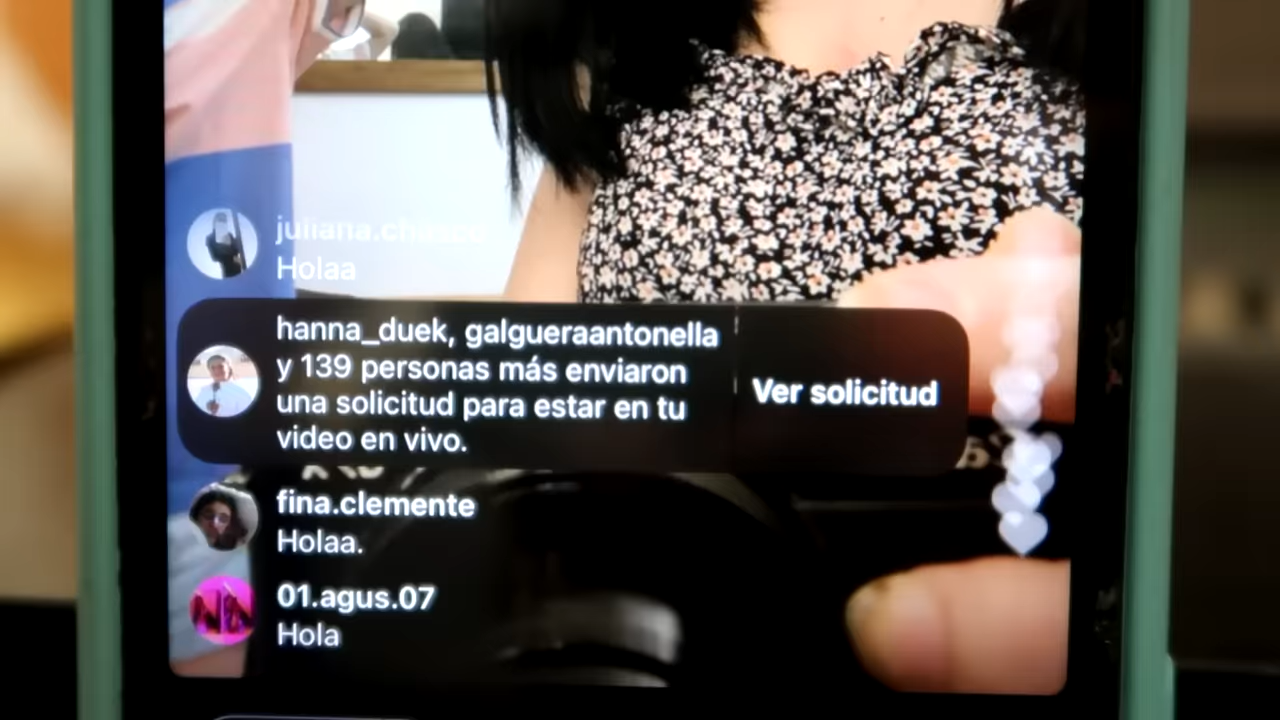 Holaa
hanna_duek, galgueraantonella
y 139 personas más enviaron
una solicitud para estar en tu
video en vivo.
Ver solicitud
fina.clemente
Holaa.
01.agus.07
Hola